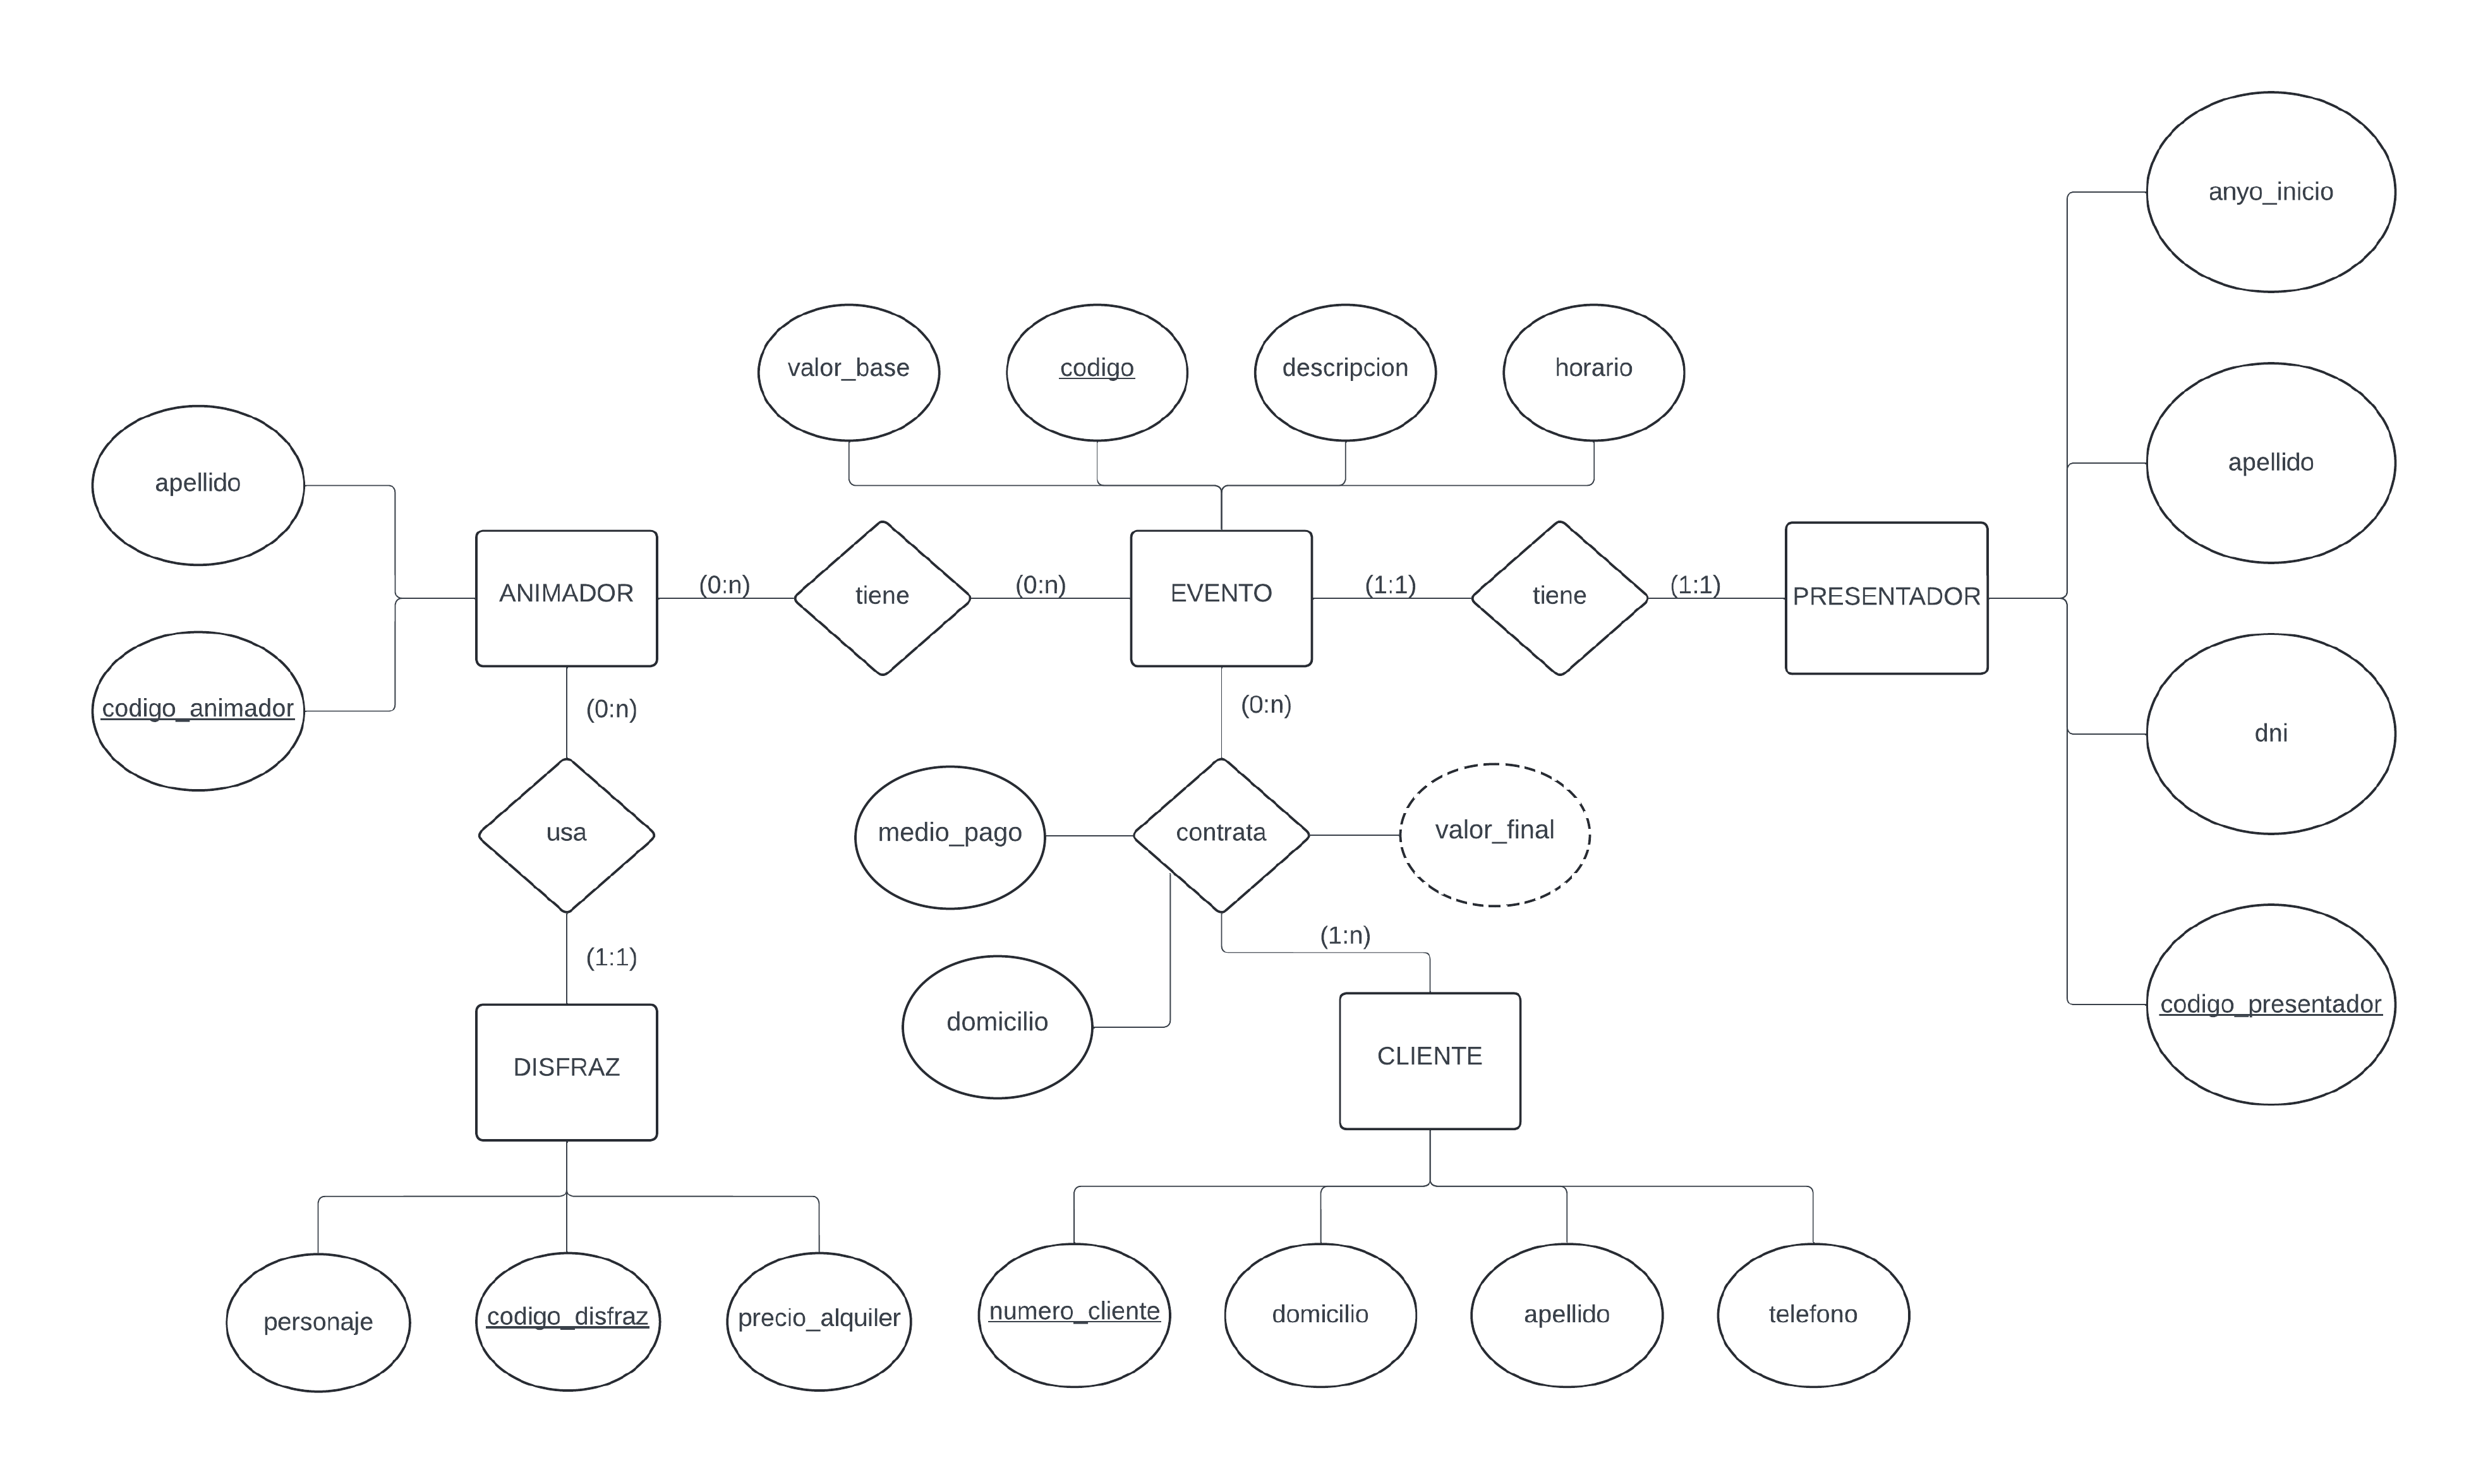 anyo_inicio
valor_base
codigo
descripcion
horario
apellido
apellido
ANIMADOR
(0:n)
tiene
(0:n)
EVENTO
(1:1)
tiene
(1:1)
PRESENTADOR
codigo_animador
(0:n)
(0:n)
dni
usa
medio_pago
contrata
valor_final
(1:1)
(1:n)
domicilio
codigo_presentador
DISFRAZ
CLIENTE
personaje
codigo_disfraz
precio_alquiler
numero_cliente
domicilio
apellido
telefono